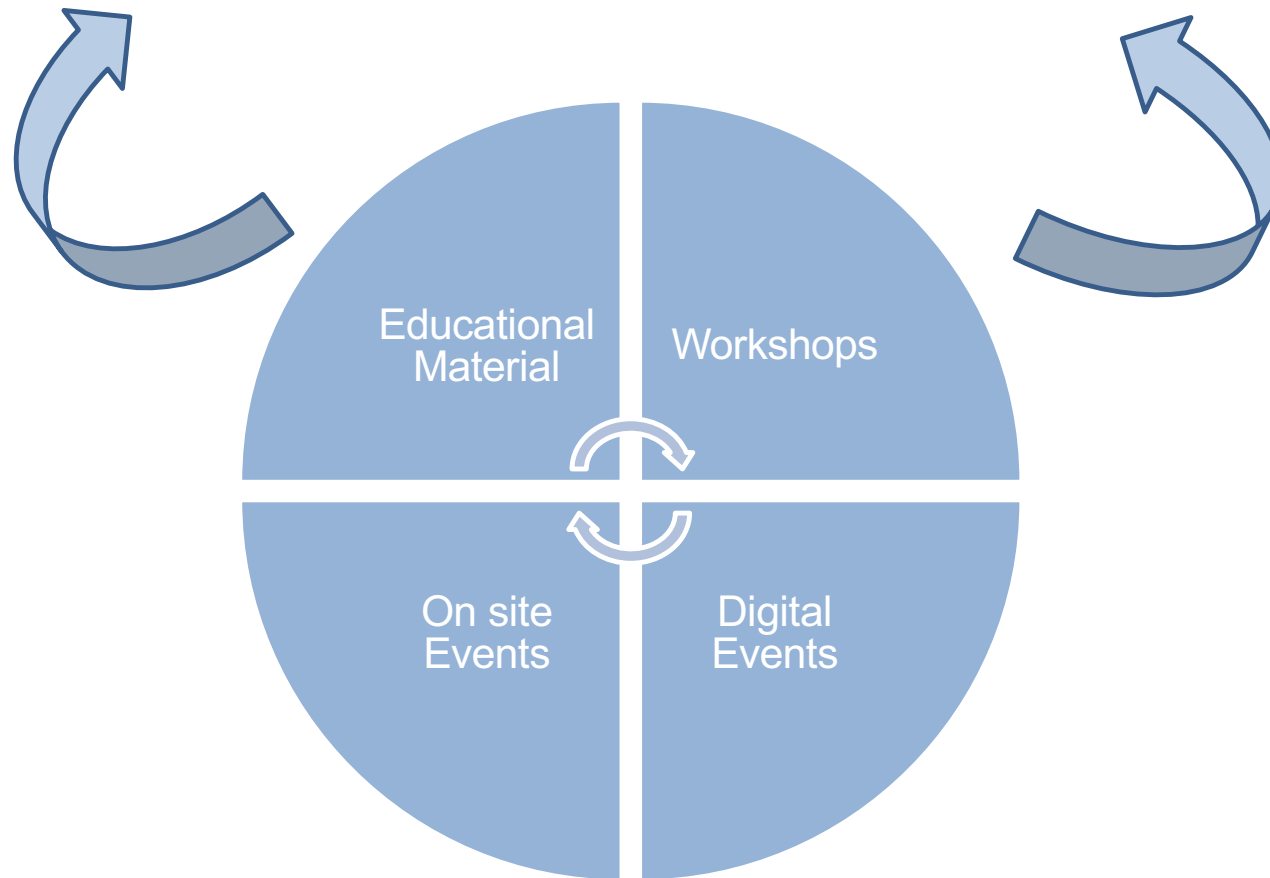 Educational
Material
Workshops
On site
Events
Digital
Events